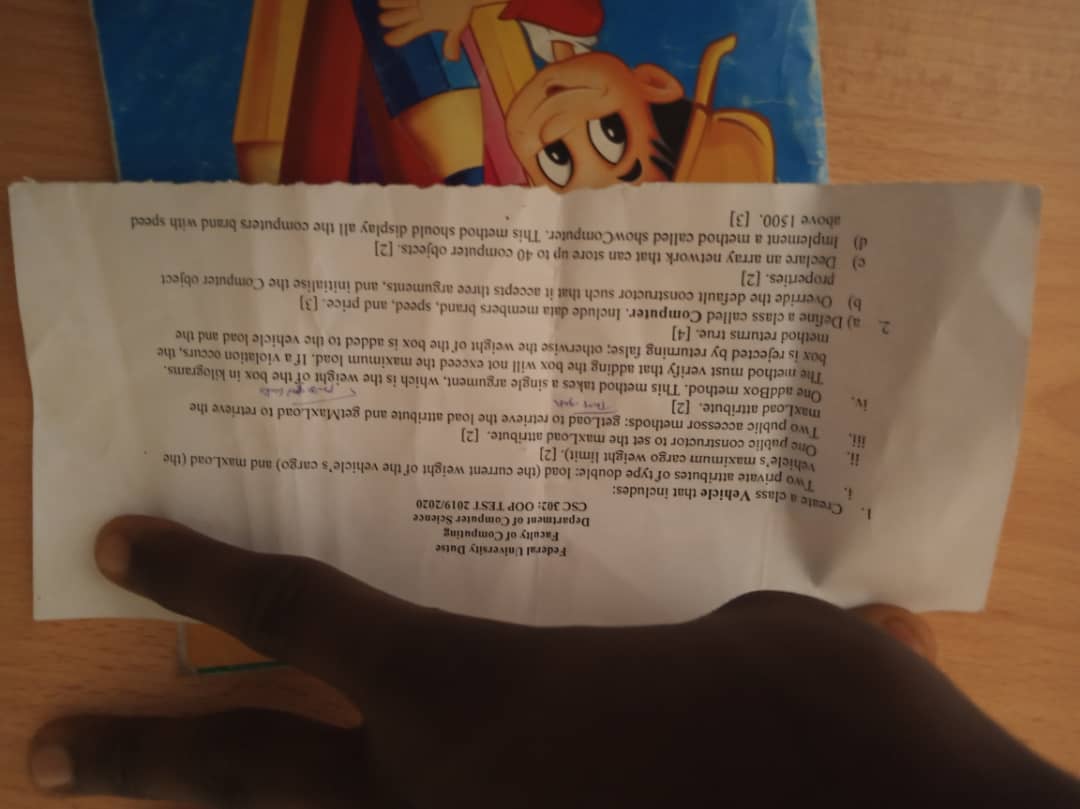 Federal University Dutse
Faculty of Computing
Department of Computer Science
CSC 302: OOP TEST 2019/2020
1. Create a class Vehicle that includes:
i. Two private attributes of type double: load (the current weight of the vehicle's cargo) and maxLoad (the
vehicle's maximum cargo weight limit). [2]
ii. One public constructor to set the maxLoad attribute. [2]
iii. Two public accessor methods: getLoad to retrieve the load attribute and getMaxLoad to retrieve the
maxLoad attribute. [2]
iv. One addBox method. This method takes a single argument, which is the weight of the box in kilograms.
The method must verify that adding the box will not exceed the maximum load. If a violation occurs, the
box is rejected by returning false; otherwise the weight of the box is added to the vehicle load and the
method returns true. [4]
2. a) Define a class called Computer. Include data members brand, speed, and price. [3]
b) Override the default constructor such that it accepts three arguments, and initialise the Computer object
properties. [2]
c) Declare an array network that can store up to 40 computer objects. [2]
d) Implement a method called showComputer. This method should display all the computers brand with speed
above 1500. [3]